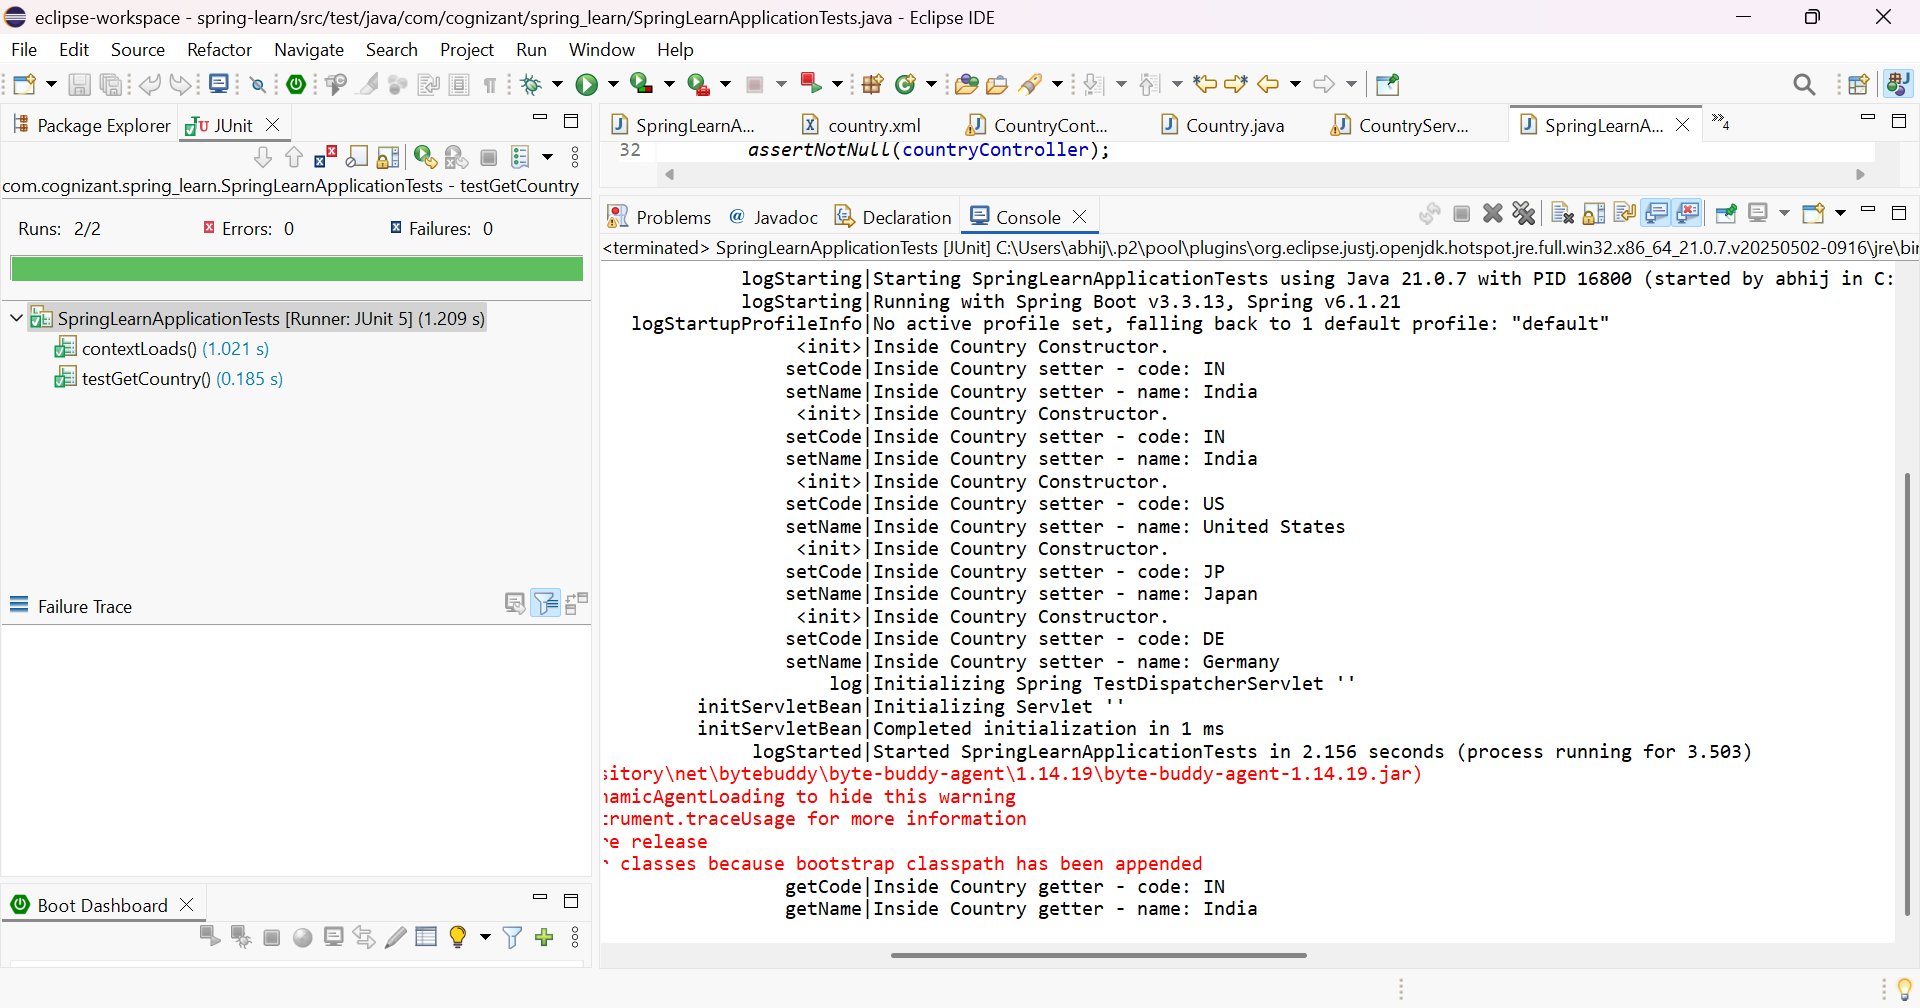 eclipse-workspace - spring-learn/src/test/java/com/cognizant/spring_learn/SpringLearnApplicationTests.java - Eclipse IDE
File Edit Source Refactor Navigate Search Project Run Window Help
Package Explorer JUnit
com.cognizant.spring_learn.SpringLearnApplicationTests - testGetCountry
Runs: 2/2 Errors: 0 Failures: 0
SpringLearnApplicationTests [Runner: JUnit 5] (1.209 s)
contextLoads() (1.021 s)
testGetCountry() (0.185 s)
Failure Trace
Boot Dashboard
SpringLearnA... country.xml CountryCont... Country.java CountryServ... SpringLearnA... »4
32 assertNotNull(countryController);
Problems @ Javadoc Declaration Console
<terminated> SpringLearnApplicationTests [JUnit] C:\Users\abhij\.p2\pool\plugins\org.eclipse.justj.openjdk.hotspot.jre.full.win32.x86_64_21.0.7.v20250502-0916\jre\bin
logStarting|Starting SpringLearnApplicationTests using Java 21.0.7 with PID 16800 (started by abhij in C:
logStarting|Running with Spring Boot v3.3.13, Spring v6.1.21
logStartupProfileInfo|No active profile set, falling back to 1 default profile: "default"
<init>|Inside Country Constructor.
setCode|Inside Country setter - code: IN
setName|Inside Country setter - name: India
<init>|Inside Country Constructor.
setCode|Inside Country setter - code: IN
setName|Inside Country setter - name: India
<init>|Inside Country Constructor.
setCode|Inside Country setter - code: US
setName|Inside Country setter - name: United States
<init>|Inside Country Constructor.
setCode|Inside Country setter - code: JP
setName|Inside Country setter - name: Japan
<init>|Inside Country Constructor.
setCode|Inside Country setter - code: DE
setName|Inside Country setter - name: Germany
log|Initializing Spring TestDispatcherServlet ''
initServletBean|Initializing Servlet ''
initServletBean|Completed initialization in 1 ms
logStarted|Started SpringLearnApplicationTests in 2.156 seconds (process running for 3.503)
sitory\net\bytebuddy\byte-buddy-agent\1.14.19\byte-buddy-agent-1.14.19.jar)
namicAgentLoading to hide this warning
trument.traceUsage for more information
re release
r classes because bootstrap classpath has been appended
getCode|Inside Country getter - code: IN
getName|Inside Country getter - name: India